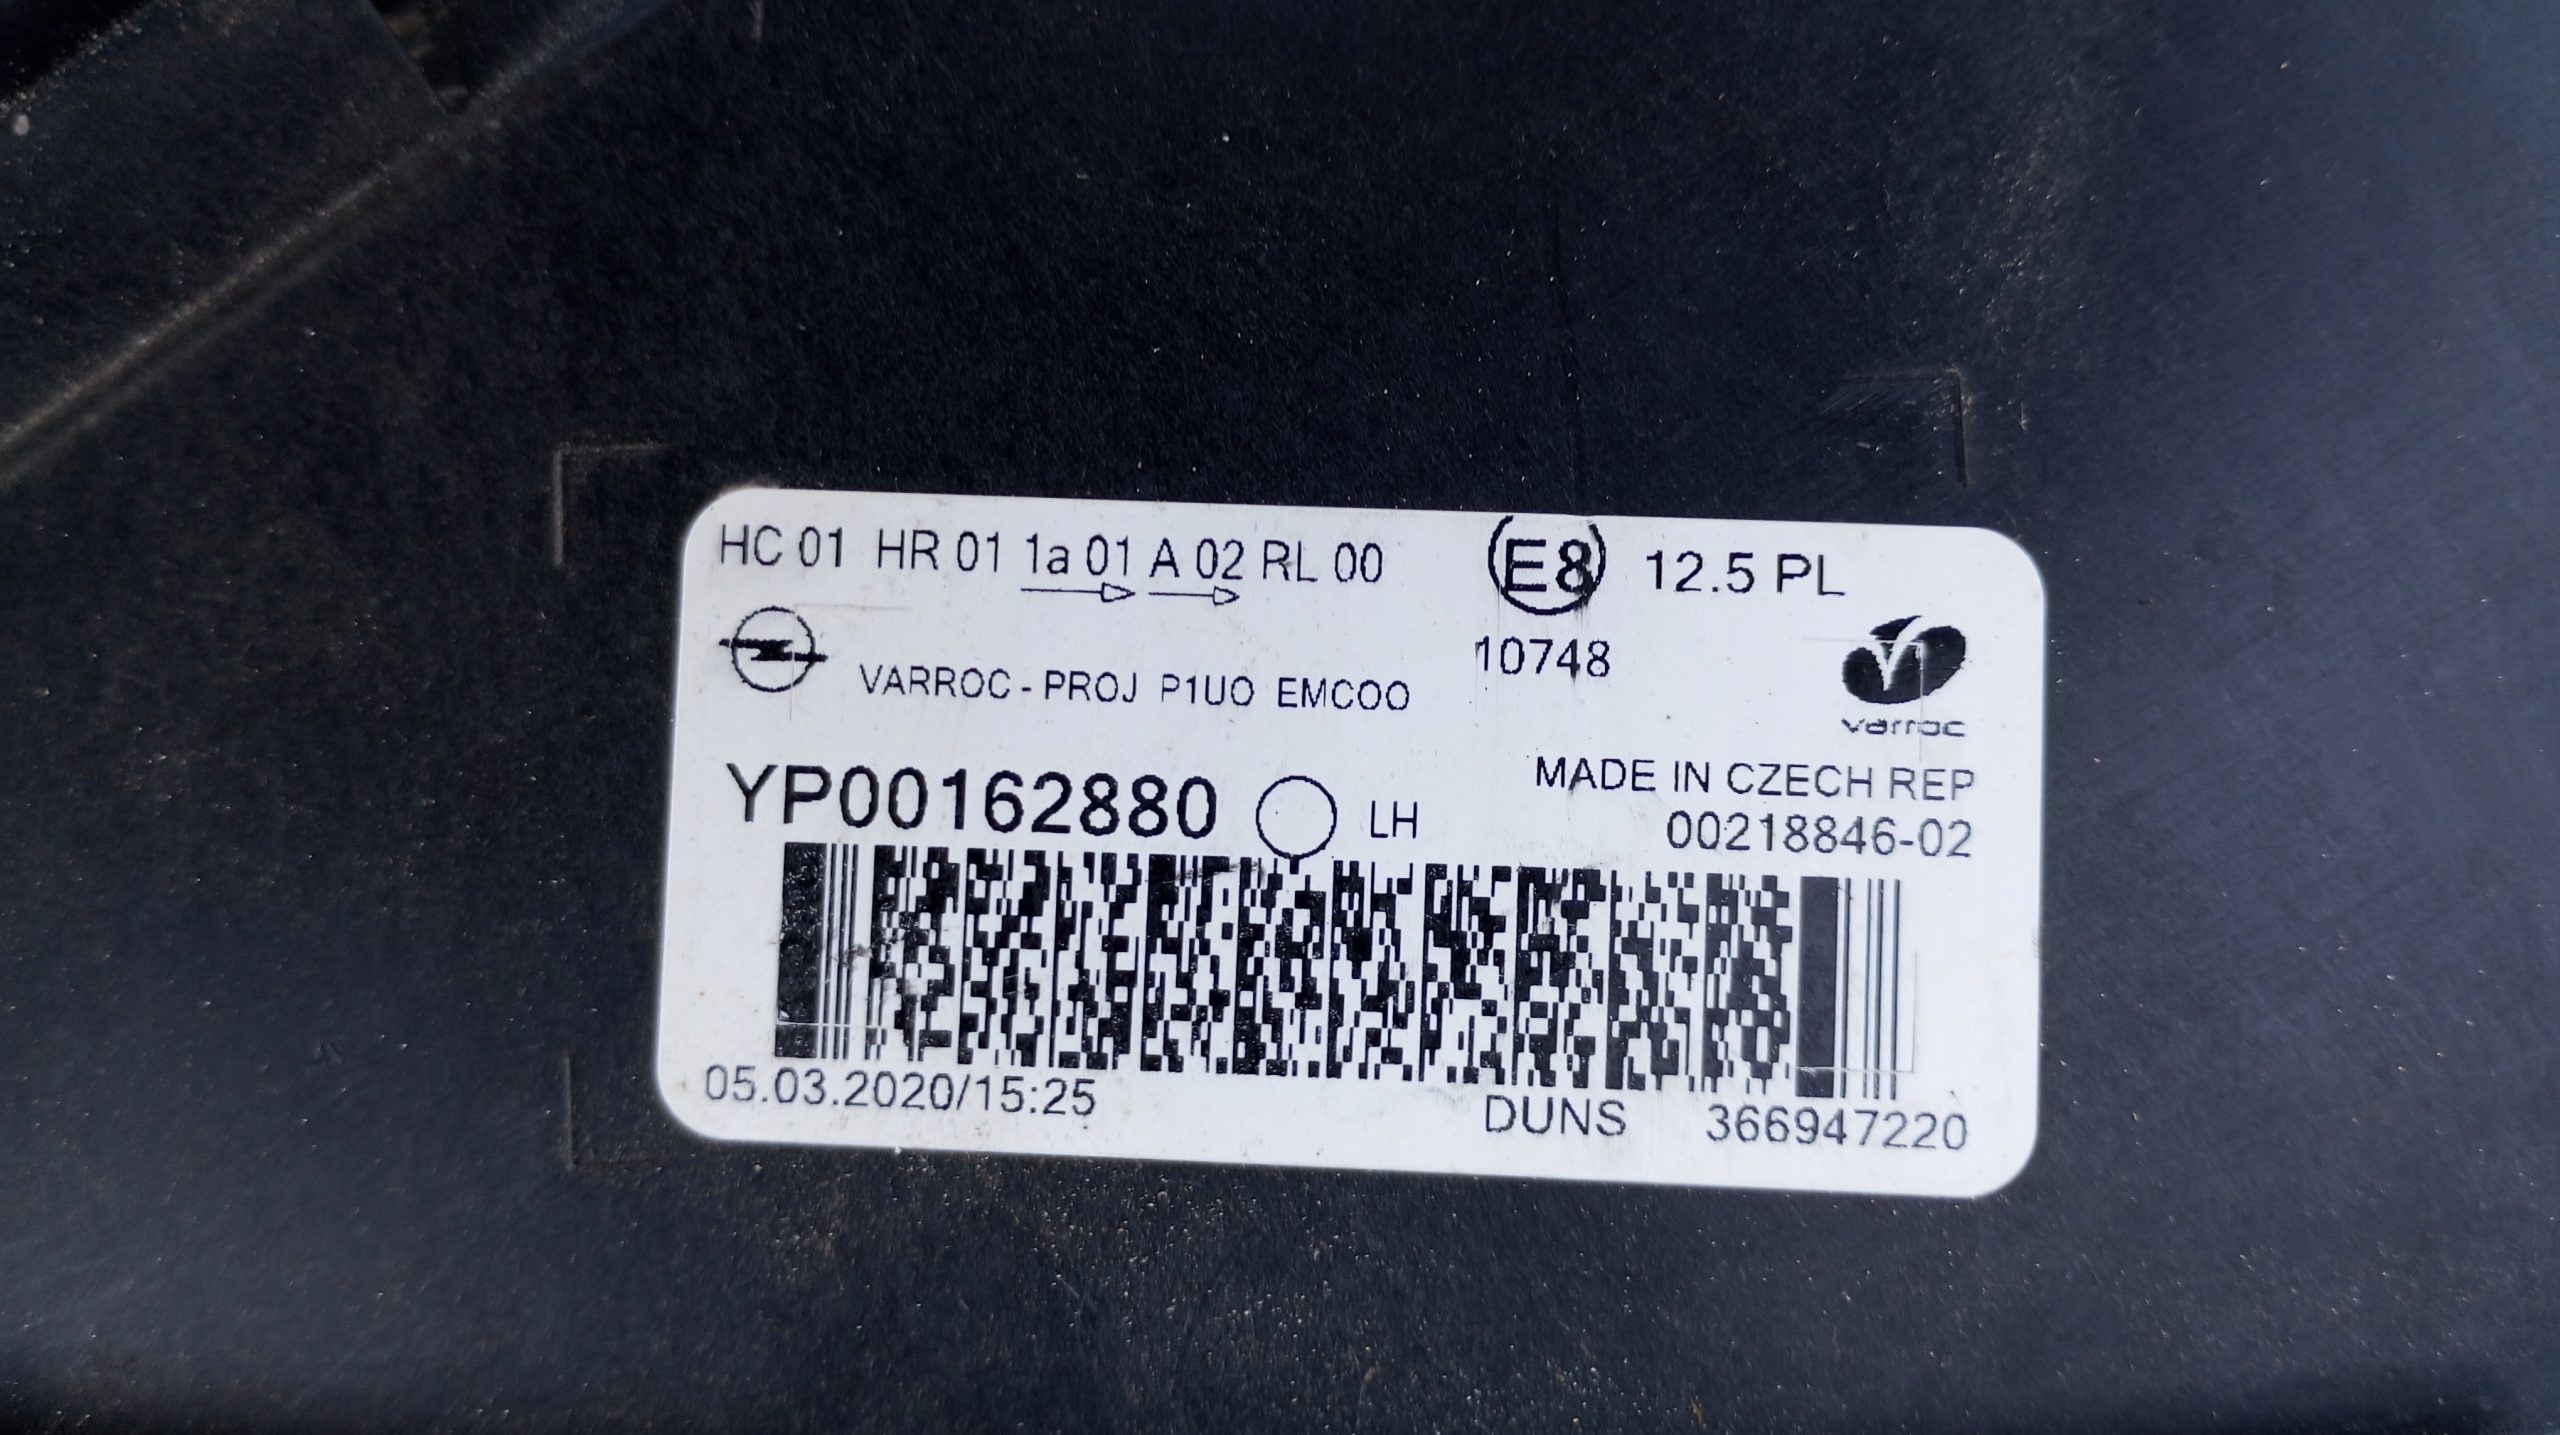 HC 01 HR 01 1a 01 A 02 RL 00
E8
12.5 PL
10748
VARROC - PROJ P1UO EMCOO
varroc
YP00162880 LH
MADE IN CZECH REP
00218846-02
05.03.2020/15:25
DUNS 366947220